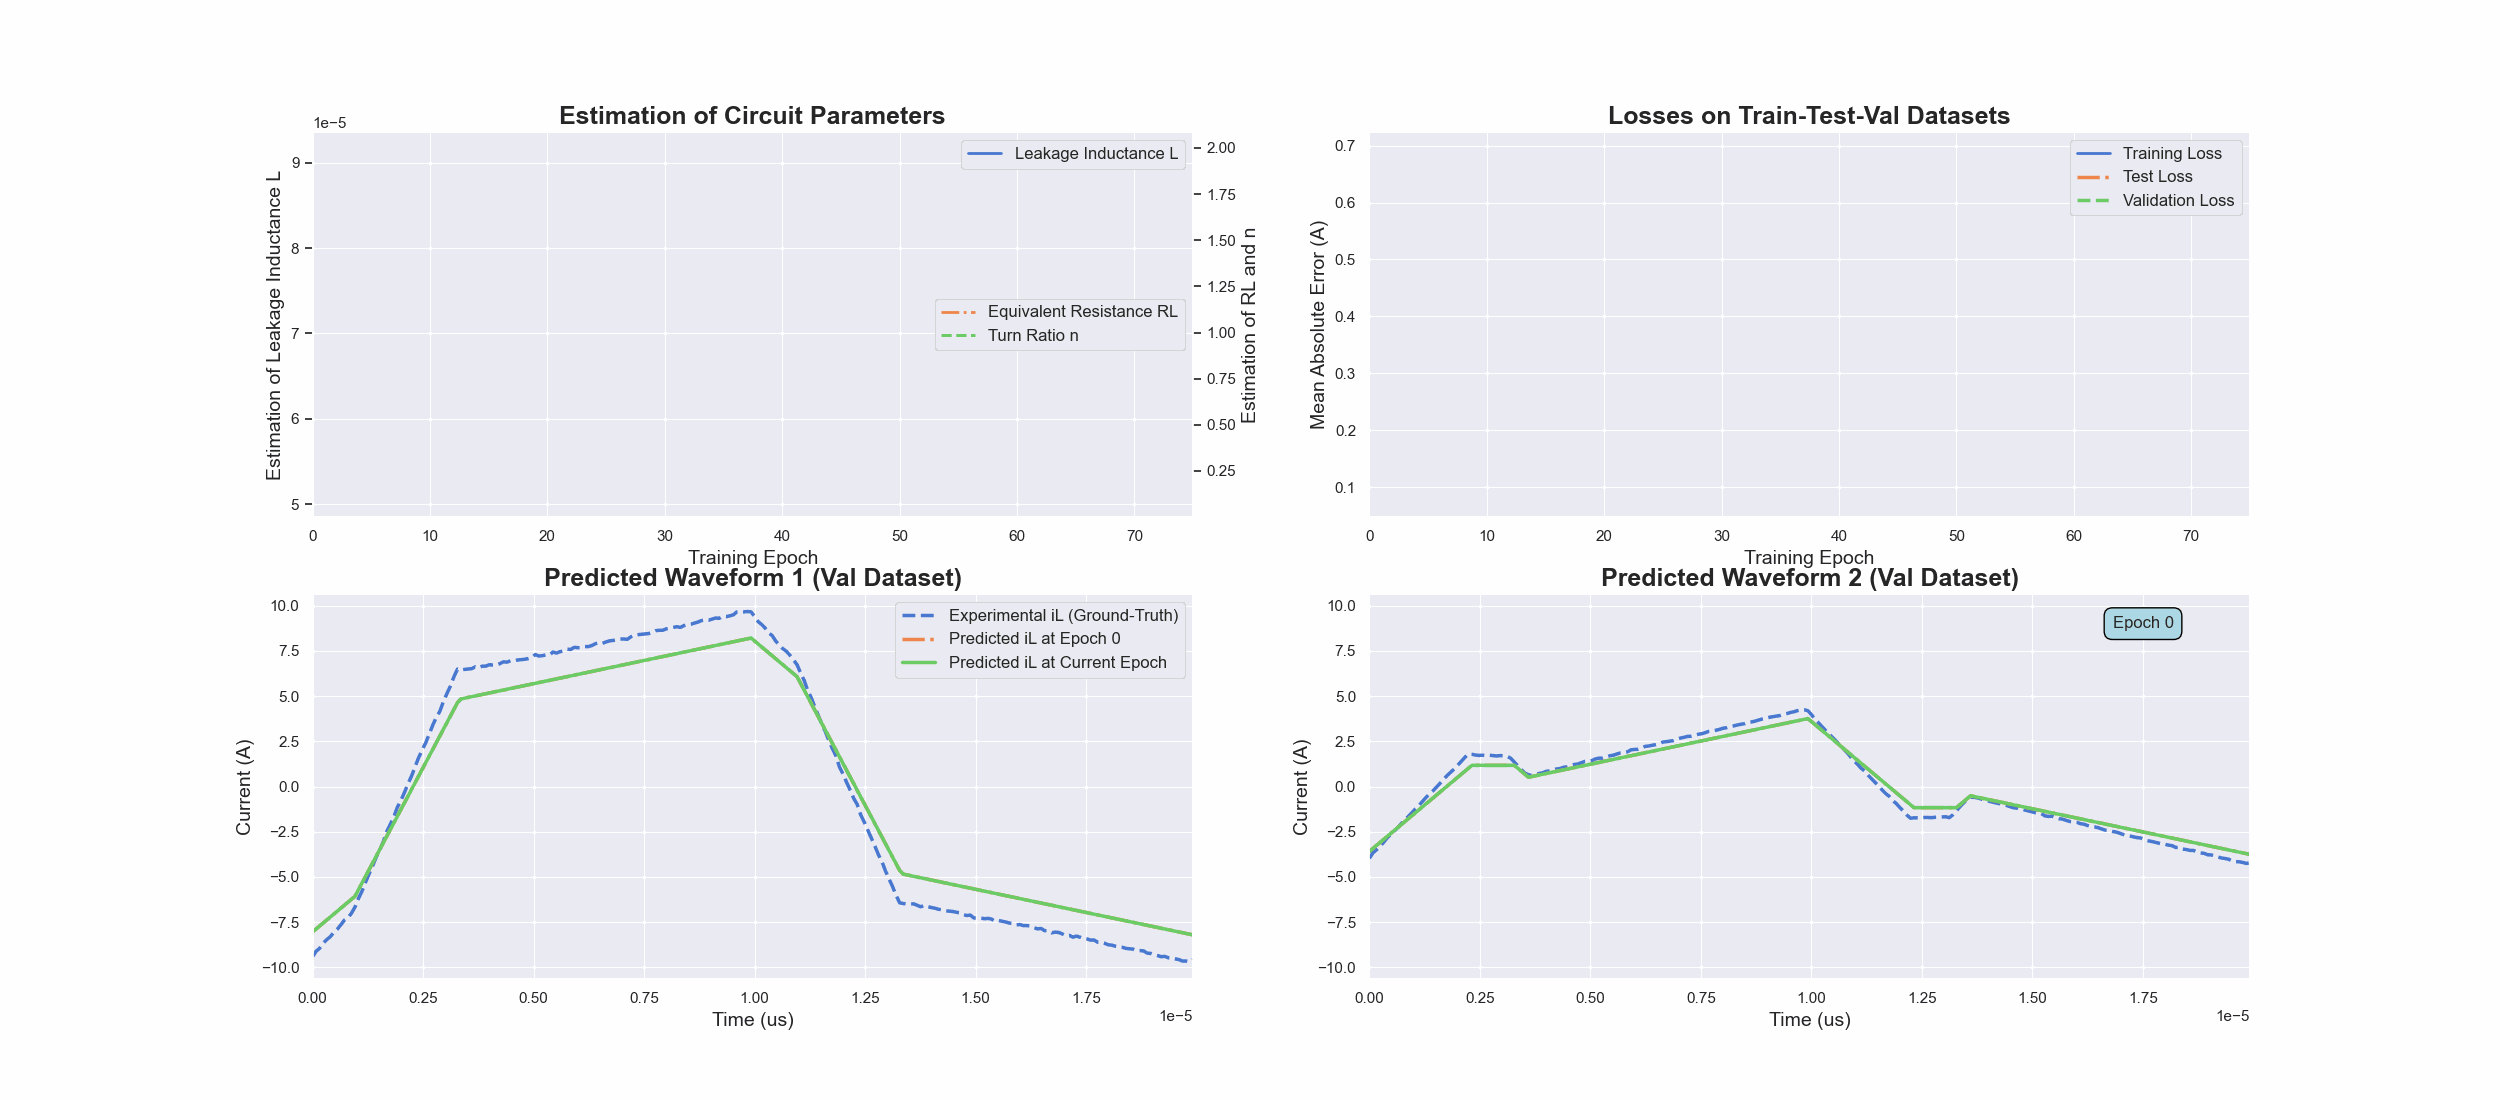 Estimation of Circuit Parameters
1e−5
Leakage Inductance L
Equivalent Resistance RL
Turn Ratio n
9
8
7
6
5
Estimation of Leakage Inductance L
2.00
1.75
1.50
1.25
1.00
0.75
0.50
0.25
Estimation of RL and n
0 10 20 30 40 50 60 70
Training Epoch
Losses on Train-Test-Val Datasets
Training Loss
Test Loss
Validation Loss
0.7
0.6
0.5
0.4
0.3
0.2
0.1
Mean Absolute Error (A)
0 10 20 30 40 50 60 70
Training Epoch
Predicted Waveform 1 (Val Dataset)
Experimental iL (Ground-Truth)
Predicted iL at Epoch 0
Predicted iL at Current Epoch
10.0
7.5
5.0
2.5
0.0
−2.5
−5.0
−7.5
−10.0
Current (A)
0.00 0.25 0.50 0.75 1.00 1.25 1.50 1.75
Time (us)
1e−5
Predicted Waveform 2 (Val Dataset)
Epoch 0
10.0
7.5
5.0
2.5
0.0
−2.5
−5.0
−7.5
−10.0
Current (A)
0.00 0.25 0.50 0.75 1.00 1.25 1.50 1.75
Time (us)
1e−5